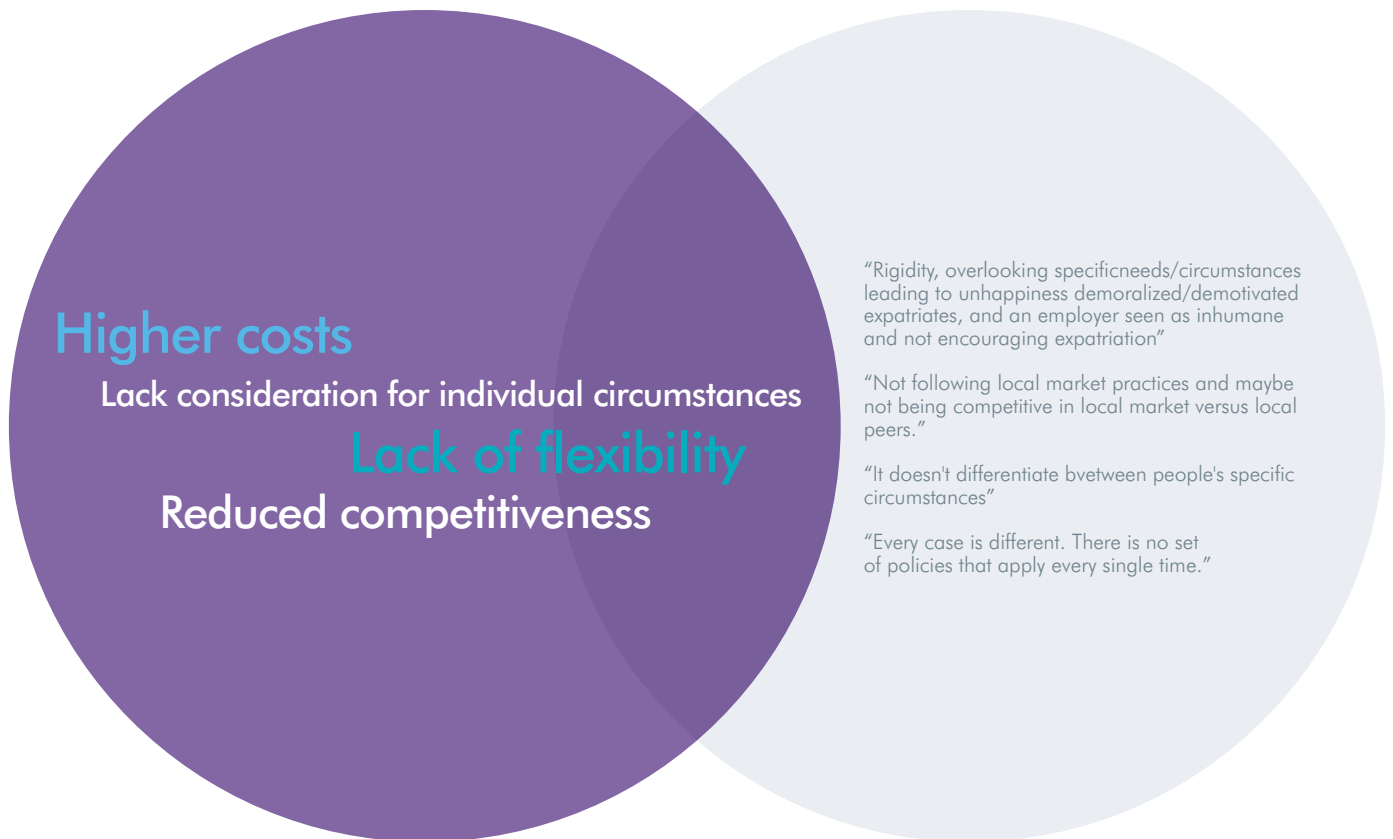 Higher costs
Lack consideration for individual circumstances
Lack of flexibility
Reduced competitiveness
“Rigidity, overlooking specificneeds/circumstances
leading to unhappiness demoralized/demotivated
expatriates, and an employer seen as inhumane
and not encouraging expatriation”
“Not following local market practices and maybe
not being competitive in local market versus local
peers.”
“It doesn't differentiate bvetween people's specific
circumstances”
“Every case is different. There is no set
of policies that apply every single time.”